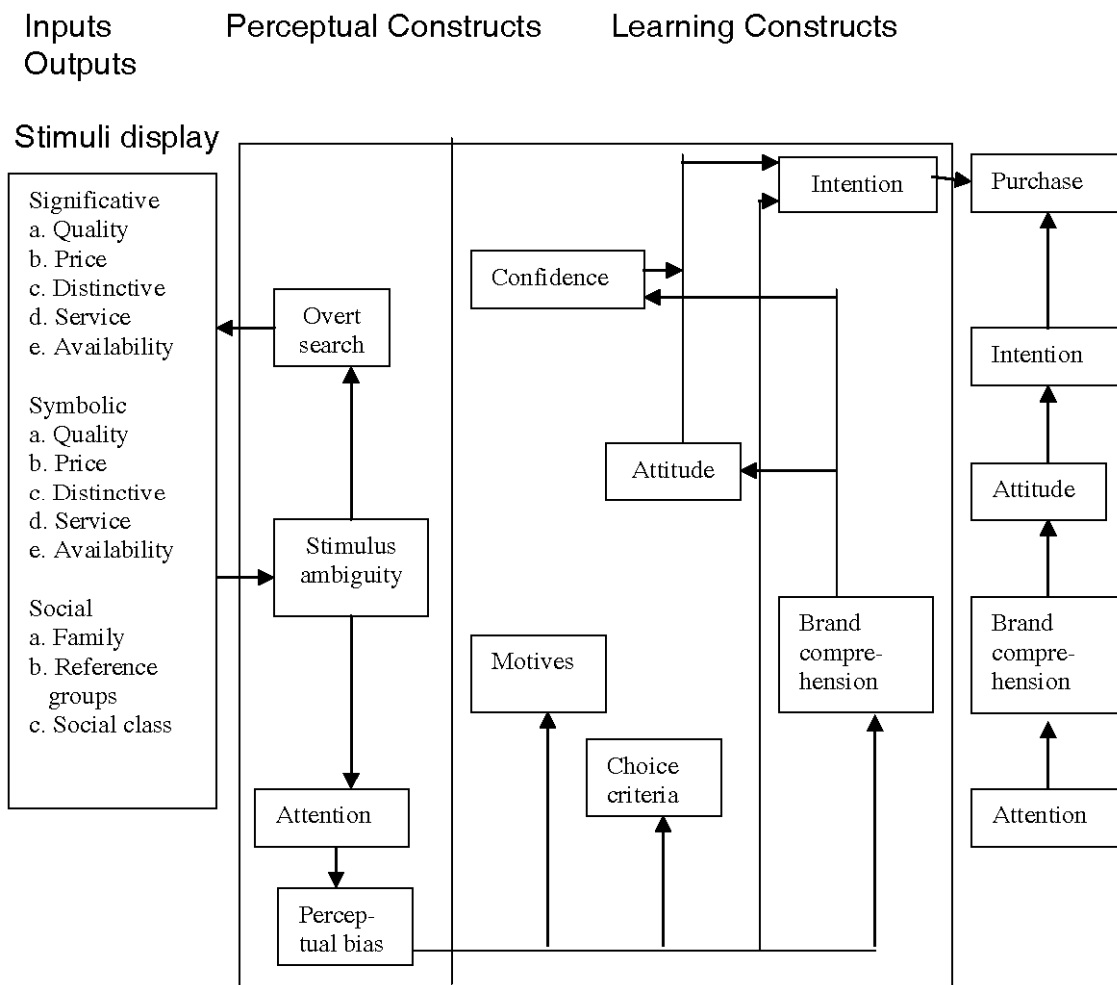 Inputs
Outputs
Perceptual Constructs
Learning Constructs
Stimuli display
Significative
a. Quality
b. Price
c. Distinctive
d. Service
e. Availability
Symbolic
a. Quality
b. Price
c. Distinctive
d. Service
e. Availability
Social
a. Family
b. Reference
groups
c. Social class
Overt
search
Stimulus
ambiguity
Attention
Percep-
tual bias
Intention
Confidence
Attitude
Motives
Choice
criteria
Brand
compre-
hension
Purchase
Intention
Attitude
Brand
compre-
hension
Attention